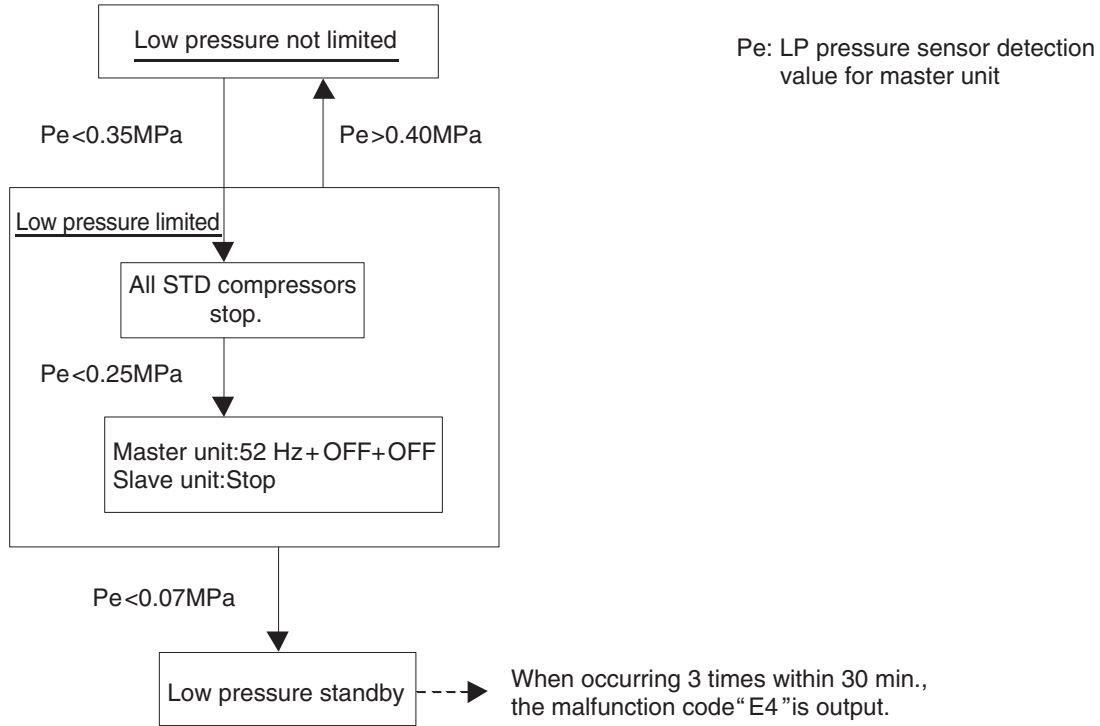 Low pressure not limited
Pe: LP pressure sensor detection
value for master unit
Pe<0.35MPa
Pe>0.40MPa
Low pressure limited
All STD compressors
stop.
Pe<0.25MPa
Master unit:52 Hz+OFF+OFF
Slave unit:Stop
Pe<0.07MPa
Low pressure standby
When occurring 3 times within 30 min.,
the malfunction code “E4” is output.